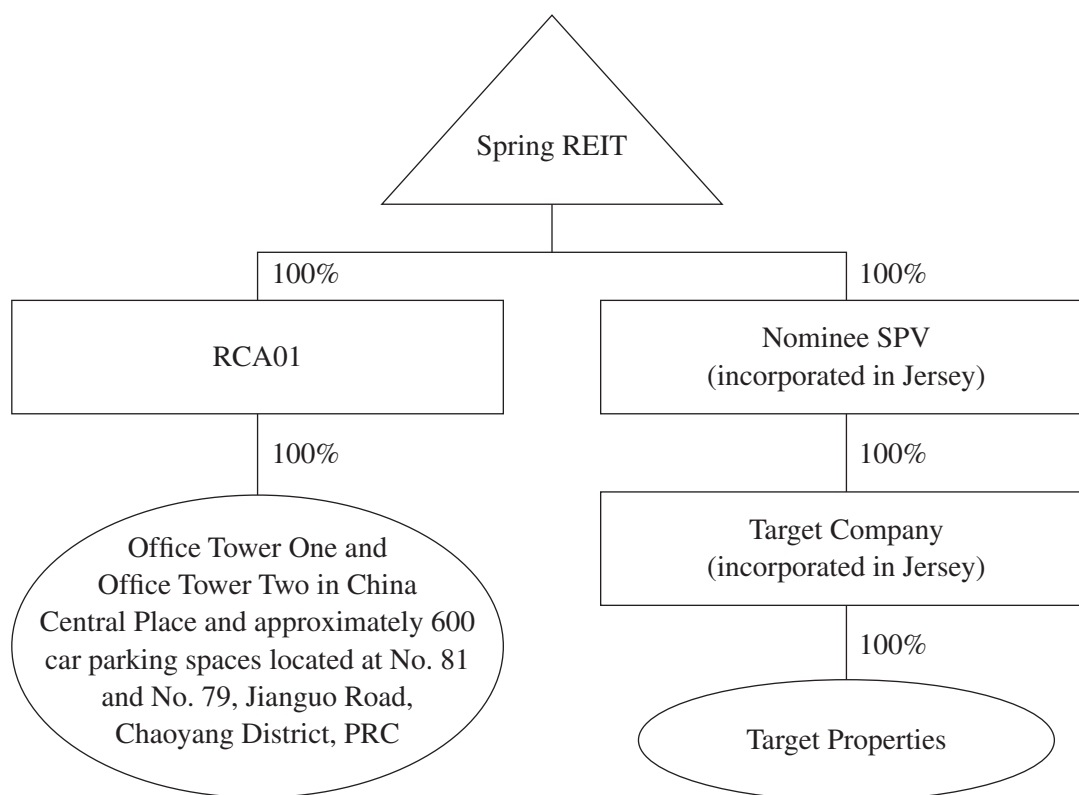 Spring REIT
100%
100%
RCA01
Nominee SPV
(incorporated in Jersey)
100%
100%
Office Tower One and
Office Tower Two in China
Central Place and approximately 600
car parking spaces located at No. 81
and No. 79, Jianguo Road,
Chaoyang District, PRC
Target Company
(incorporated in Jersey)
100%
Target Properties